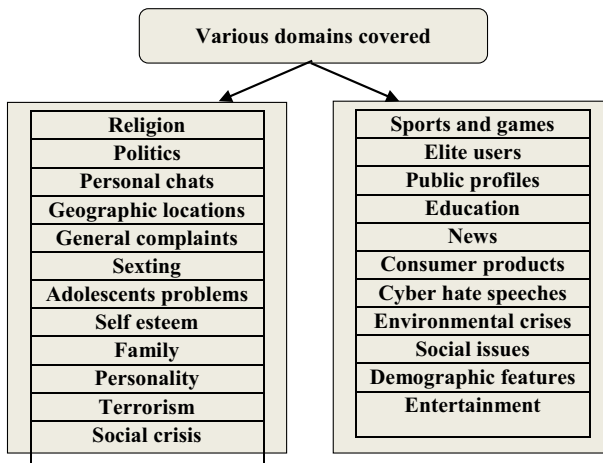 Various domains covered
Religion
Politics
Personal chats
Geographic locations
General complaints
Sexting
Adolescents problems
Self esteem
Family
Personality
Terrorism
Social crisis
Sports and games
Elite users
Public profiles
Education
News
Consumer products
Cyber hate speeches
Environmental crises
Social issues
Demographic features
Entertainment